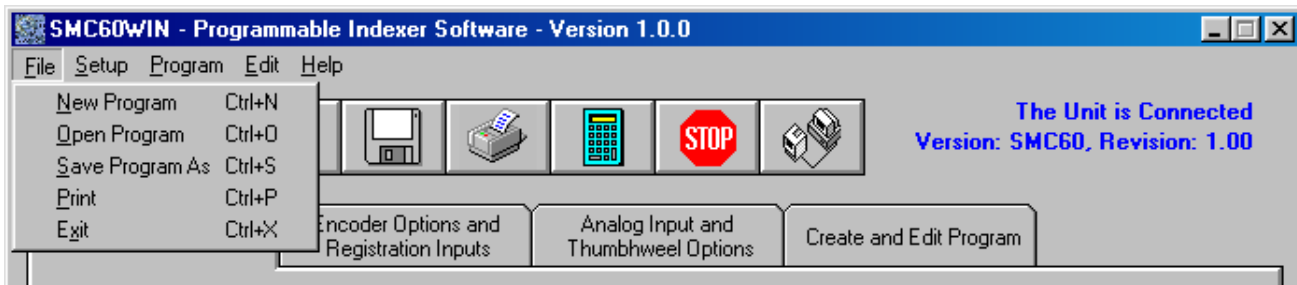 SMC60WIN - Programmable Indexer Software - Version 1.0.0
File Setup Program Edit Help
New Program Ctrl+N
Open Program Ctrl+O
Save Program As Ctrl+S
Print Ctrl+P
Exit Ctrl+X
STOP
The Unit is Connected
Version: SMC60, Revision: 1.00
Encoder Options and
Registration Inputs
Analog Input and
Thumbhweel Options
Create and Edit Program